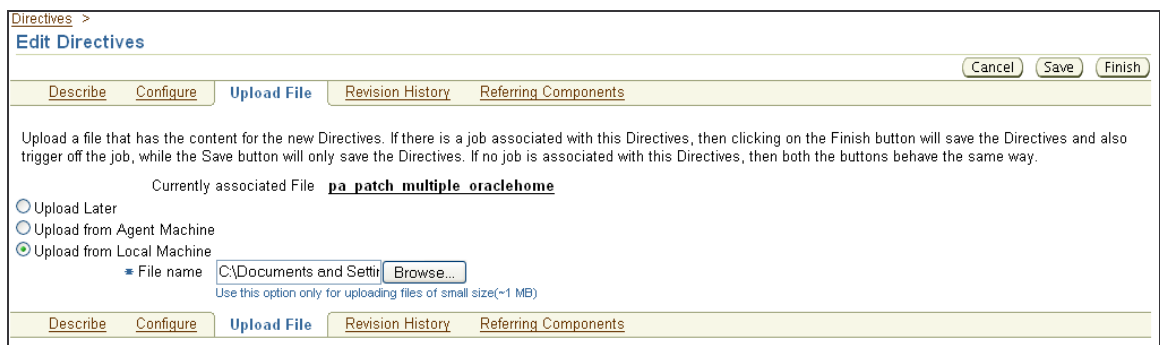 Directives >
Edit Directives
Cancel Save Finish
Describe Configure Upload File Revision History Referring Components
Upload a file that has the content for the new Directives. If there is a job associated with this Directives, then clicking on the Finish button will save the Directives and also
trigger off the job, while the Save button will only save the Directives. If no job is associated with this Directives, then both the buttons behave the same way.
Currently associated File pa_patch_multiple_oraclehome
Upload Later
Upload from Agent Machine
Upload from Local Machine
* File name C:\Documents and Settin Browse...
Use this option only for uploading files of small size(~1 MB)
Describe Configure Upload File Revision History Referring Components